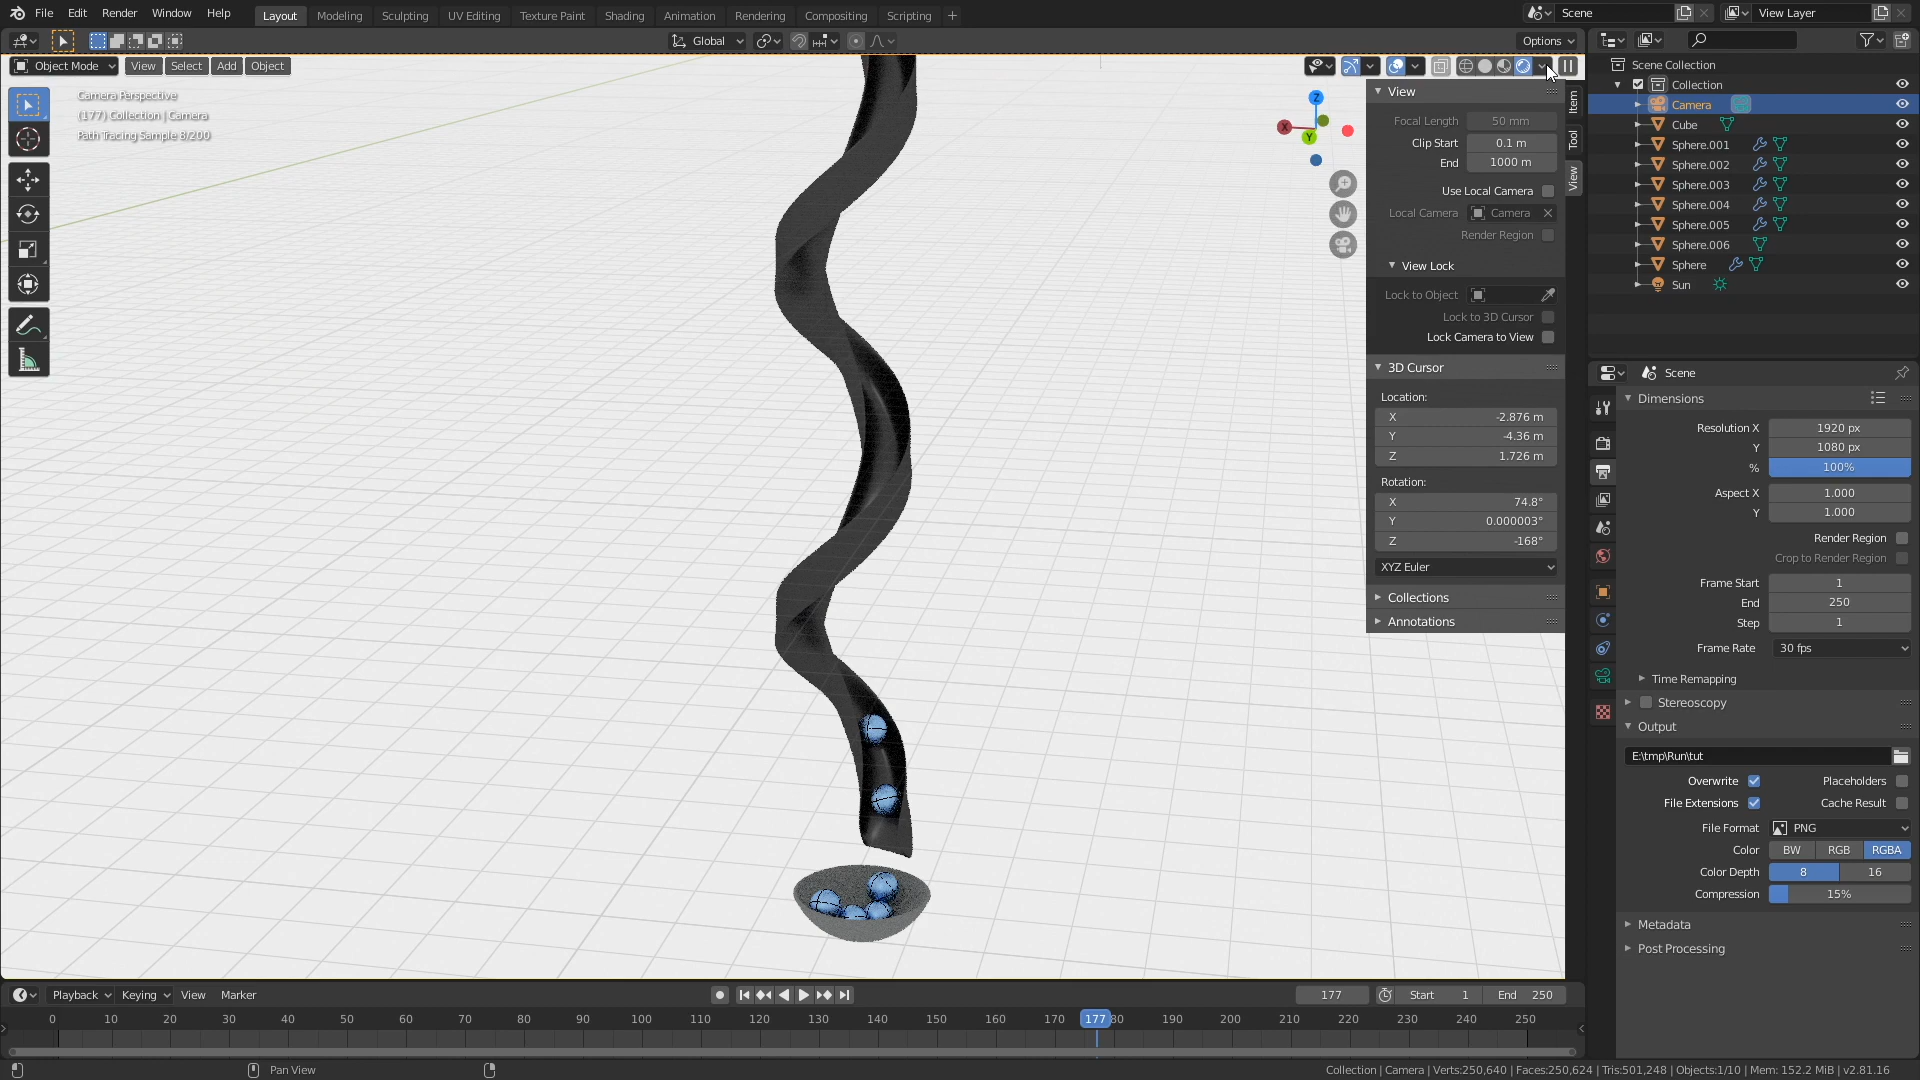 File Edit Render Window Help Layout Modeling Sculpting UV Editing Texture Paint Shading Animation Rendering Compositing Scripting + Scene View Layer
Global Options
Object Mode View Select Add Object
Camera Perspective
(177) Collection | Camera
Path Tracing Sample 8/200
Z
X
Y
View
Focal Length 50 mm
Clip Start 0.1 m
End 1000 m
Use Local Camera
Local Camera Camera
Render Region
View Lock
Lock to Object
Lock to 3D Cursor
Lock Camera to View
3D Cursor
Location:
X -2.876 m
Y -4.36 m
Z 1.726 m
Rotation:
X 74.8°
Y 0.000003°
Z -168°
XYZ Euler
Collections
Annotations
Item
Tool
View
Scene Collection
Collection
Camera
Cube
Sphere.001
Sphere.002
Sphere.003
Sphere.004
Sphere.005
Sphere.006
Sphere
Sun
Scene
Dimensions
Resolution X 1920 px
Y 1080 px
% 100%
Aspect X 1.000
Y 1.000
Render Region
Crop to Render Region
Frame Start 1
End 250
Step 1
Frame Rate 30 fps
Time Remapping
Stereoscopy
Output
E:\tmp\Run\tut
Overwrite Placeholders
File Extensions Cache Result
File Format PNG
Color BW RGB RGBA
Color Depth 8 16
Compression 15%
Metadata
Post Processing
Playback Keying View Marker 177 Start 1 End 250
0 10 20 30 40 50 60 70 80 90 100 110 120 130 140 150 160 170 177 80 190 200 210 220 230 240 250
Pan View Collection | Camera | Verts:250,640 | Faces:250,624 | Tris:501,248 | Objects:1/10 | Mem: 152.2 MiB | v2.81.16